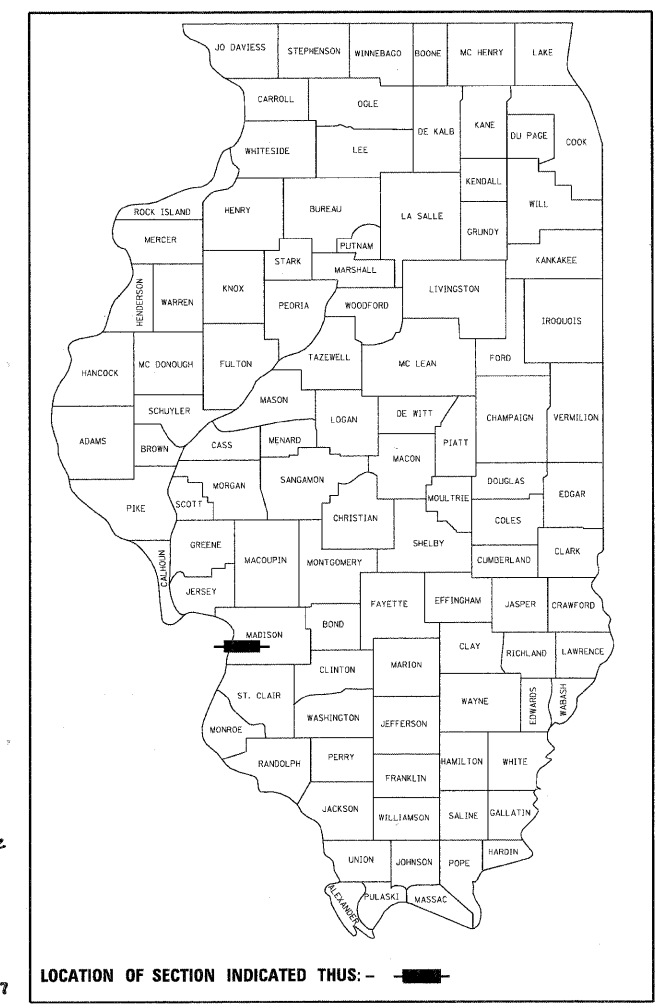 JO DAVIESS STEPHENSON WINNEBAGO BOONE MC HENRY LAKE
CARROLL OGLE
DE KALB KANE DU PAGE COOK
WHITESIDE LEE
KENDALL
ROCK ISLAND HENRY BUREAU LA SALLE WILL
MERCER PUTNAM GRUNDY
STARK MARSHALL KANKAKEE
HENDERSON WARREN KNOX PEORIA WOODFORD LIVINGSTON
IROQUOIS
HANCOCK MC DONOUGH FULTON TAZEWELL MC LEAN FORD
MASON
SCHUYLER LOGAN DE WITT CHAMPAIGN VERMILION
ADAMS BROWN CASS MENARD MACON PIATT
MORGAN SANGAMON DOUGLAS
PIKE SCOTT CHRISTIAN MOULTRIE EDGAR
COLES
GREENE SHELBY
CALHOUN MACOUPIN MONTGOMERY CUMBERLAND CLARK
JERSEY
FAYETTE EFFINGHAM JASPER CRAWFORD
MADISON BOND
CLAY RICHLAND LAWRENCE
CLINTON MARION
ST. CLAIR WAYNE EDWARDS WABASH
WASHINGTON JEFFERSON
MONROE
PERRY HAMILTON WHITE
RANDOLPH FRANKLIN
JACKSON WILLIAMSON SALINE GALLATIN
HARDIN
UNION JOHNSON POPE
ALEXANDER PULASKI MASSAC
LOCATION OF SECTION INDICATED THUS: –
7